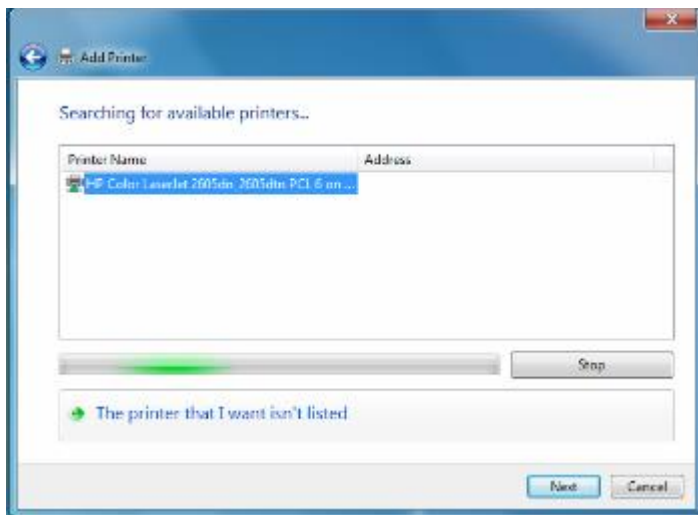 Add Printer
Searching for available printers...
Printer Name Address
HP Color LaserJet 2605dn_2605dtn PCL 6 on ...
Stop
The printer that I want isn't listed
Next Cancel